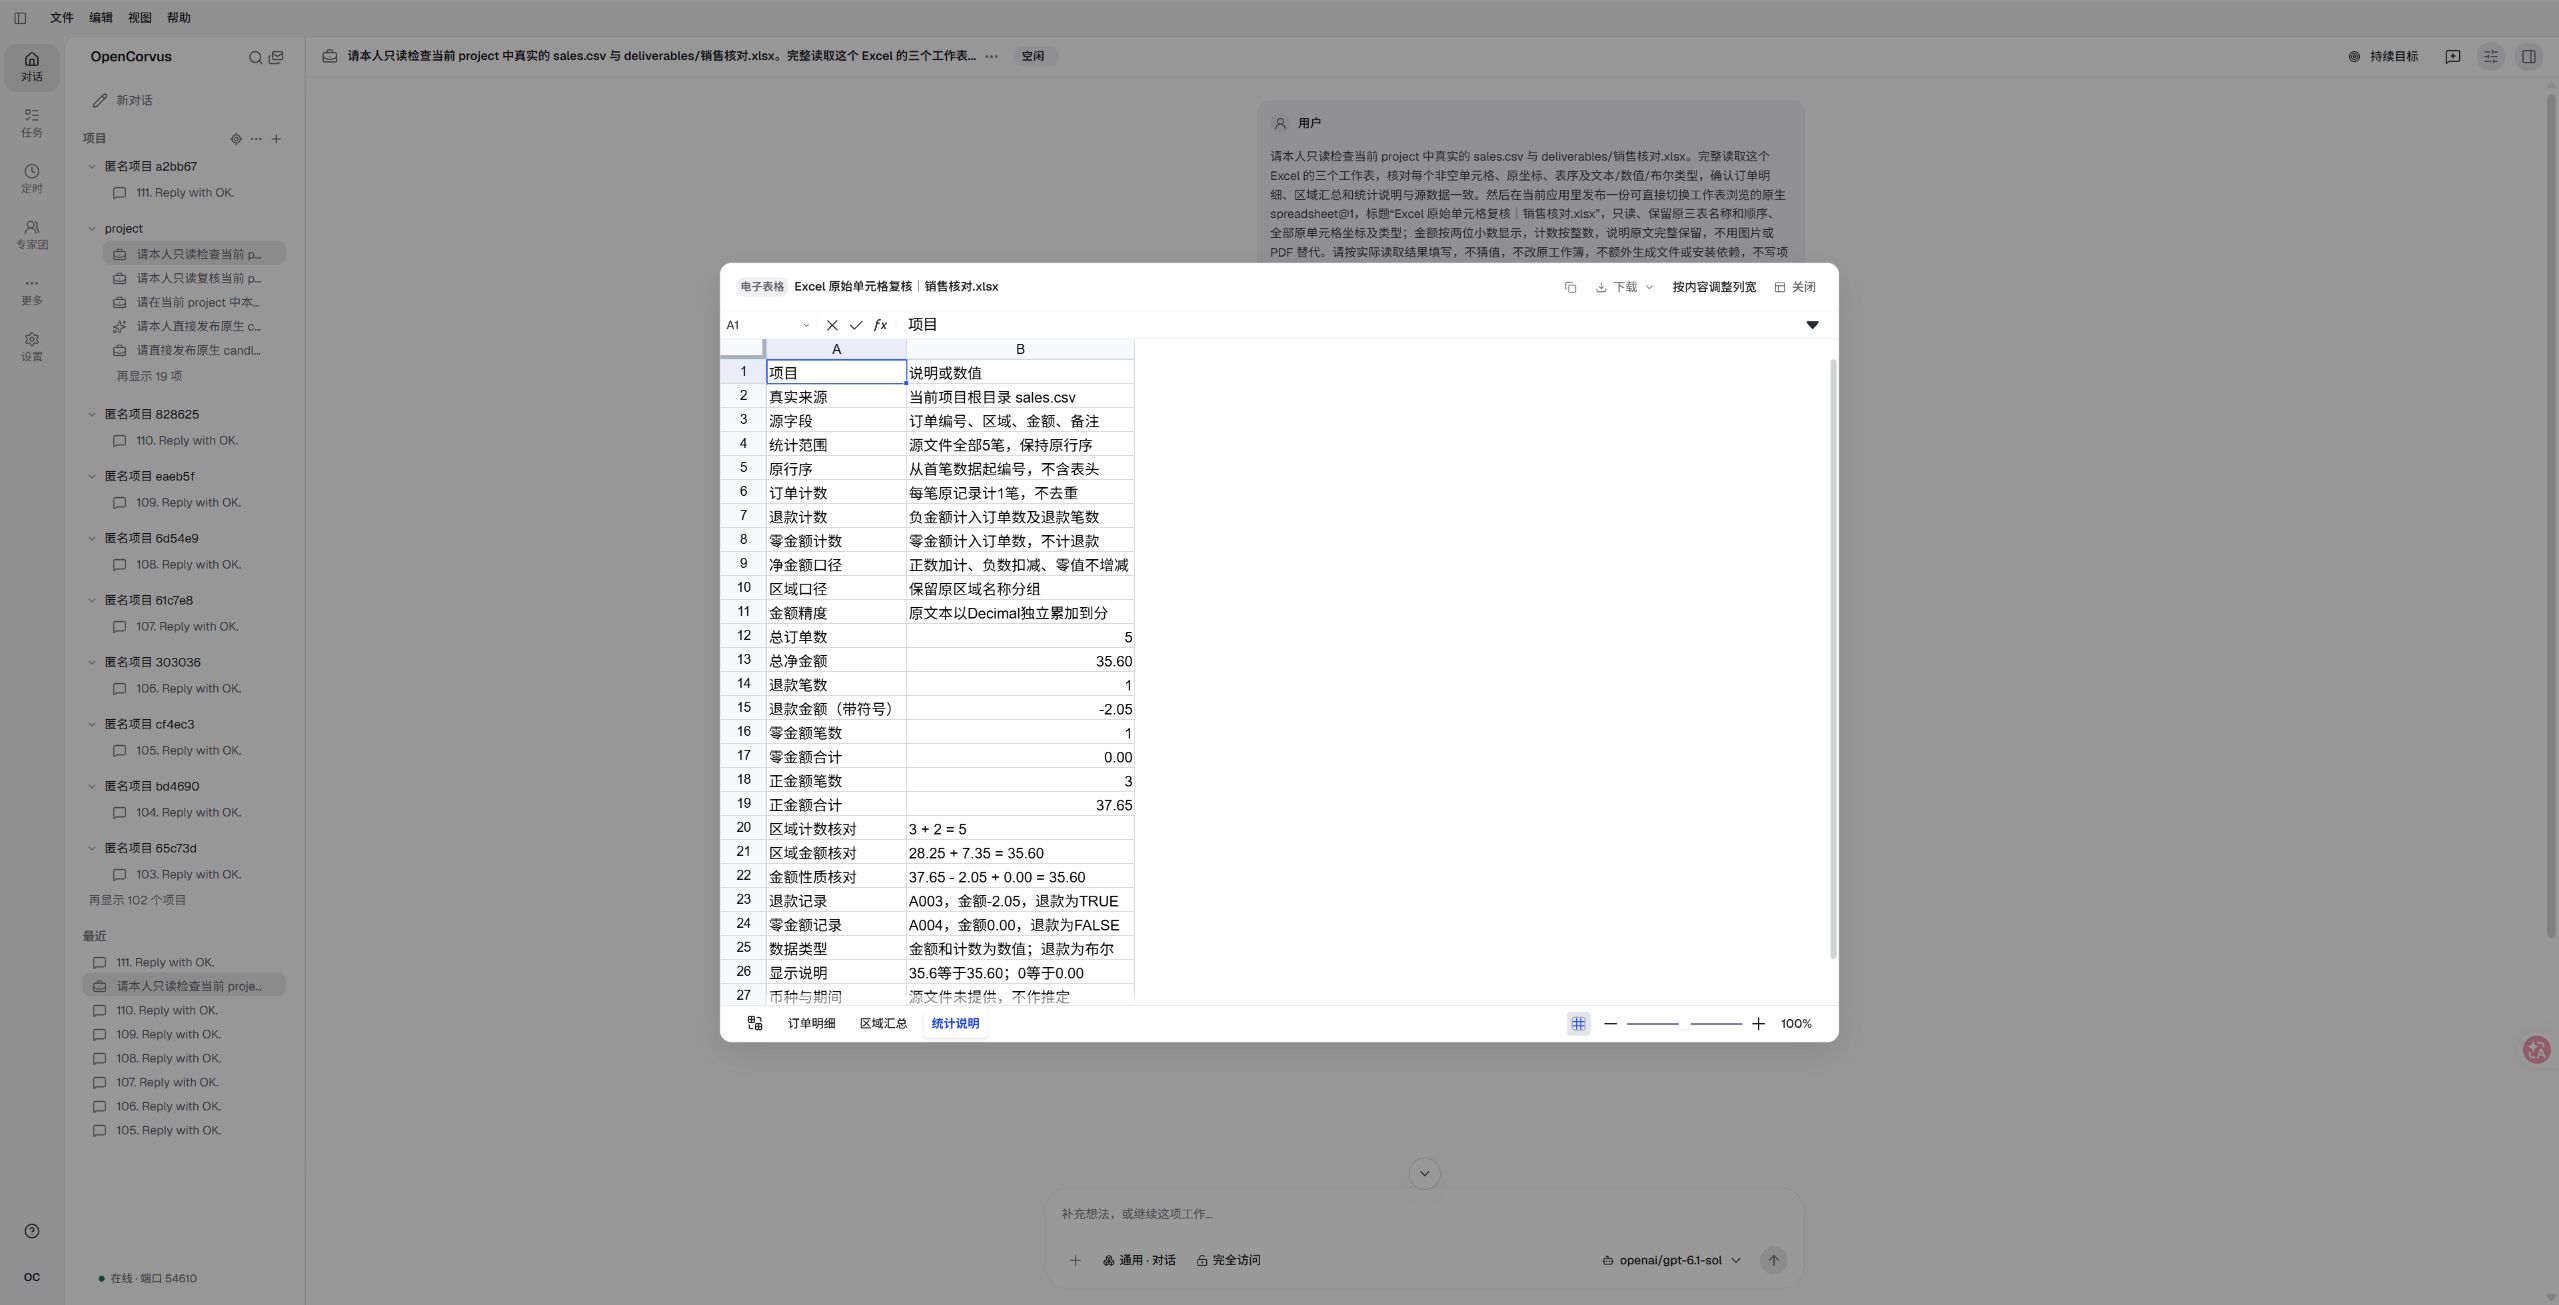 文件 编辑 视图 帮助
对话
任务
定时
专家团
更多
设置
OC
OpenCorvus
新对话
项目
匿名项目 a2bb67
111. Reply with OK.
project
请本人只读检查当前 p...
请本人只读复核当前 p...
请在当前 project 中本...
请本人直接发布原生 c...
请直接发布原生 candl...
再显示 19 项
匿名项目 828625
110. Reply with OK.
匿名项目 eaeb5f
109. Reply with OK.
匿名项目 6d54e9
108. Reply with OK.
匿名项目 61c7e8
107. Reply with OK.
匿名项目 303036
106. Reply with OK.
匿名项目 cf4ec3
105. Reply with OK.
匿名项目 bd4690
104. Reply with OK.
匿名项目 65c73d
103. Reply with OK.
再显示 102 个项目
最近
111. Reply with OK.
请本人只读检查当前 proje...
110. Reply with OK.
109. Reply with OK.
108. Reply with OK.
107. Reply with OK.
106. Reply with OK.
105. Reply with OK.
在线 · 端口 54610
请本人只读检查当前 project 中真实的 sales.csv 与 deliverables/销售核对.xlsx。完整读取这个 Excel 的三个工作表... ··· 空闲
持续目标
用户
请本人只读检查当前 project 中真实的 sales.csv 与 deliverables/销售核对.xlsx。完整读取这个
Excel 的三个工作表，核对每个非空单元格、原坐标、表序及文本/数值/布尔类型，确认订单明
细、区域汇总和统计说明与源数据一致。然后在当前应用里发布一份可直接切换工作表浏览的原生
spreadsheet@1，标题“Excel 原始单元格复核｜销售核对.xlsx”，只读、保留原三表名称和顺序、
全部原单元格坐标及类型；金额按两位小数显示，计数按整数，说明原文完整保留，不用图片或
PDF 替代。请按实际读取结果填写，不猜值，不改原工作簿，不额外生成文件或安装依赖，不写项
电子表格 Excel 原始单元格复核｜销售核对.xlsx
下载 按内容调整列宽 关闭
A1 fx 项目
A B
1 项目 说明或数值
2 真实来源 当前项目根目录 sales.csv
3 源字段 订单编号、区域、金额、备注
4 统计范围 源文件全部5笔，保持原行序
5 原行序 从首笔数据起编号，不含表头
6 订单计数 每笔原记录计1笔，不去重
7 退款计数 负金额计入订单数及退款笔数
8 零金额计数 零金额计入订单数，不计退款
9 净金额口径 正数加计、负数扣减、零值不增减
10 区域口径 保留原区域名称分组
11 金额精度 原文本以Decimal独立累加到分
12 总订单数 5
13 总净金额 35.60
14 退款笔数 1
15 退款金额（带符号） -2.05
16 零金额笔数 1
17 零金额合计 0.00
18 正金额笔数 3
19 正金额合计 37.65
20 区域计数核对 3 + 2 = 5
21 区域金额核对 28.25 + 7.35 = 35.60
22 金额性质核对 37.65 - 2.05 + 0.00 = 35.60
23 退款记录 A003，金额-2.05，退款为TRUE
24 零金额记录 A004，金额0.00，退款为FALSE
25 数据类型 金额和计数为数值；退款为布尔
26 显示说明 35.6等于35.60；0等于0.00
27 币种与期间 源文件未提供，不作推定
订单明细 区域汇总 统计说明
100%
补充想法，或继续这项工作...
通用 · 对话 完全访问
openai/gpt-6.1-sol